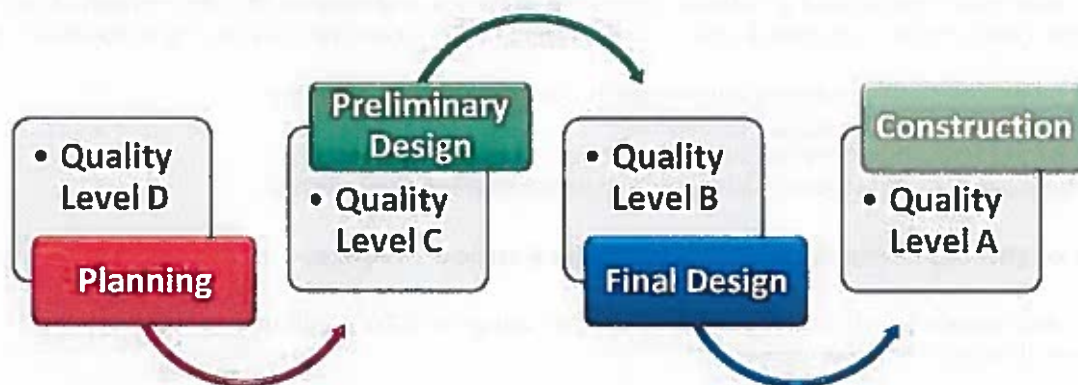 • Quality
Level D
Planning
Preliminary
Design
• Quality
Level C
• Quality
Level B
Final Design
Construction
• Quality
Level A